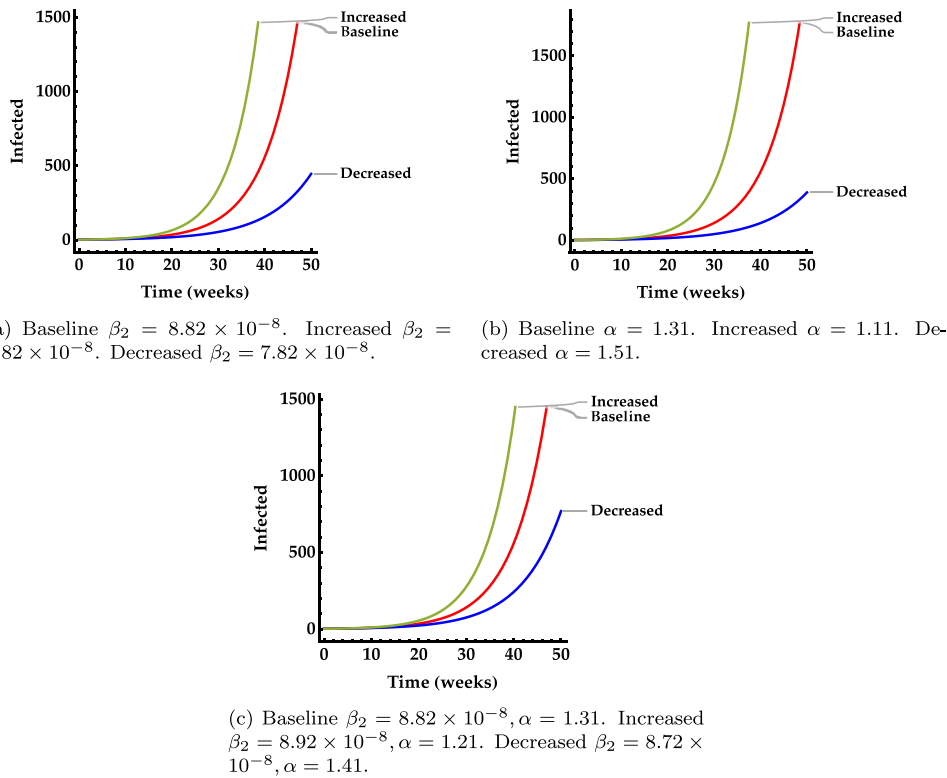 1500
1000
500
0
Infected
0 10 20 30 40 50
Time (weeks)
Increased
Baseline
Decreased
1500
1000
500
0
Infected
0 10 20 30 40 50
Time (weeks)
Increased
Baseline
Decreased
a) Baseline β₂ = 8.82 × 10⁻⁸. Increased β₂ =
82 × 10⁻⁸. Decreased β₂ = 7.82 × 10⁻⁸.
(b) Baseline α = 1.31. Increased α = 1.11. De-
creased α = 1.51.
1500
1000
500
0
Infected
0 10 20 30 40 50
Time (weeks)
Increased
Baseline
Decreased
(c) Baseline β₂ = 8.82 × 10⁻⁸, α = 1.31. Increased
β₂ = 8.92 × 10⁻⁸, α = 1.21. Decreased β₂ = 8.72 ×
10⁻⁸, α = 1.41.